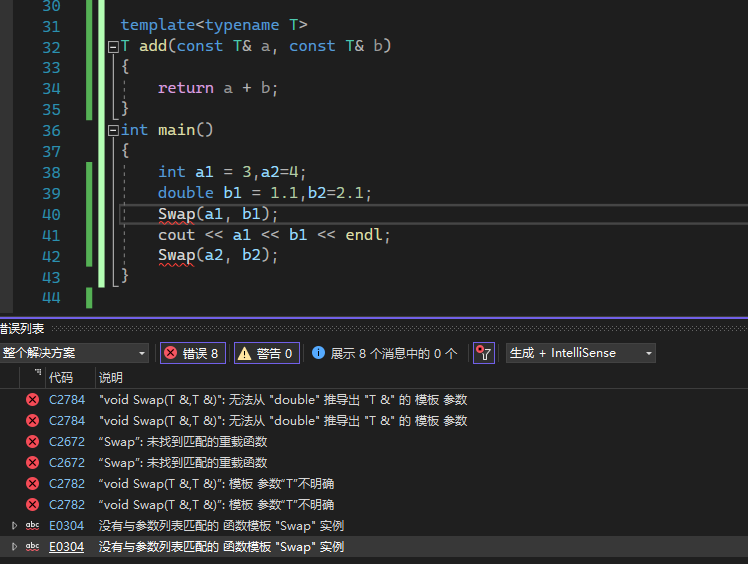 30
31 template<typename T>
32 T add(const T& a, const T& b)
33 {
34 return a + b;
35 }
36 int main()
37 {
38 int a1 = 3,a2=4;
39 double b1 = 1.1,b2=2.1;
40 Swap(a1, b1);
41 cout << a1 << b1 << endl;
42 Swap(a2, b2);
43 }
44
错误列表
整个解决方案 错误 8 警告 0 展示 8 个消息中的 0 个 生成 + IntelliSense
代码 说明
C2784 "void Swap(T &,T &)": 无法从 "double" 推导出 "T &" 的 模板 参数
C2784 "void Swap(T &,T &)": 无法从 "double" 推导出 "T &" 的 模板 参数
C2672 “Swap”: 未找到匹配的重载函数
C2672 “Swap”: 未找到匹配的重载函数
C2782 “void Swap(T &,T &)”: 模板 参数“T”不明确
C2782 “void Swap(T &,T &)”: 模板 参数“T”不明确
abc E0304 没有与参数列表匹配的 函数模板 "Swap" 实例
abc E0304 没有与参数列表匹配的 函数模板 "Swap" 实例